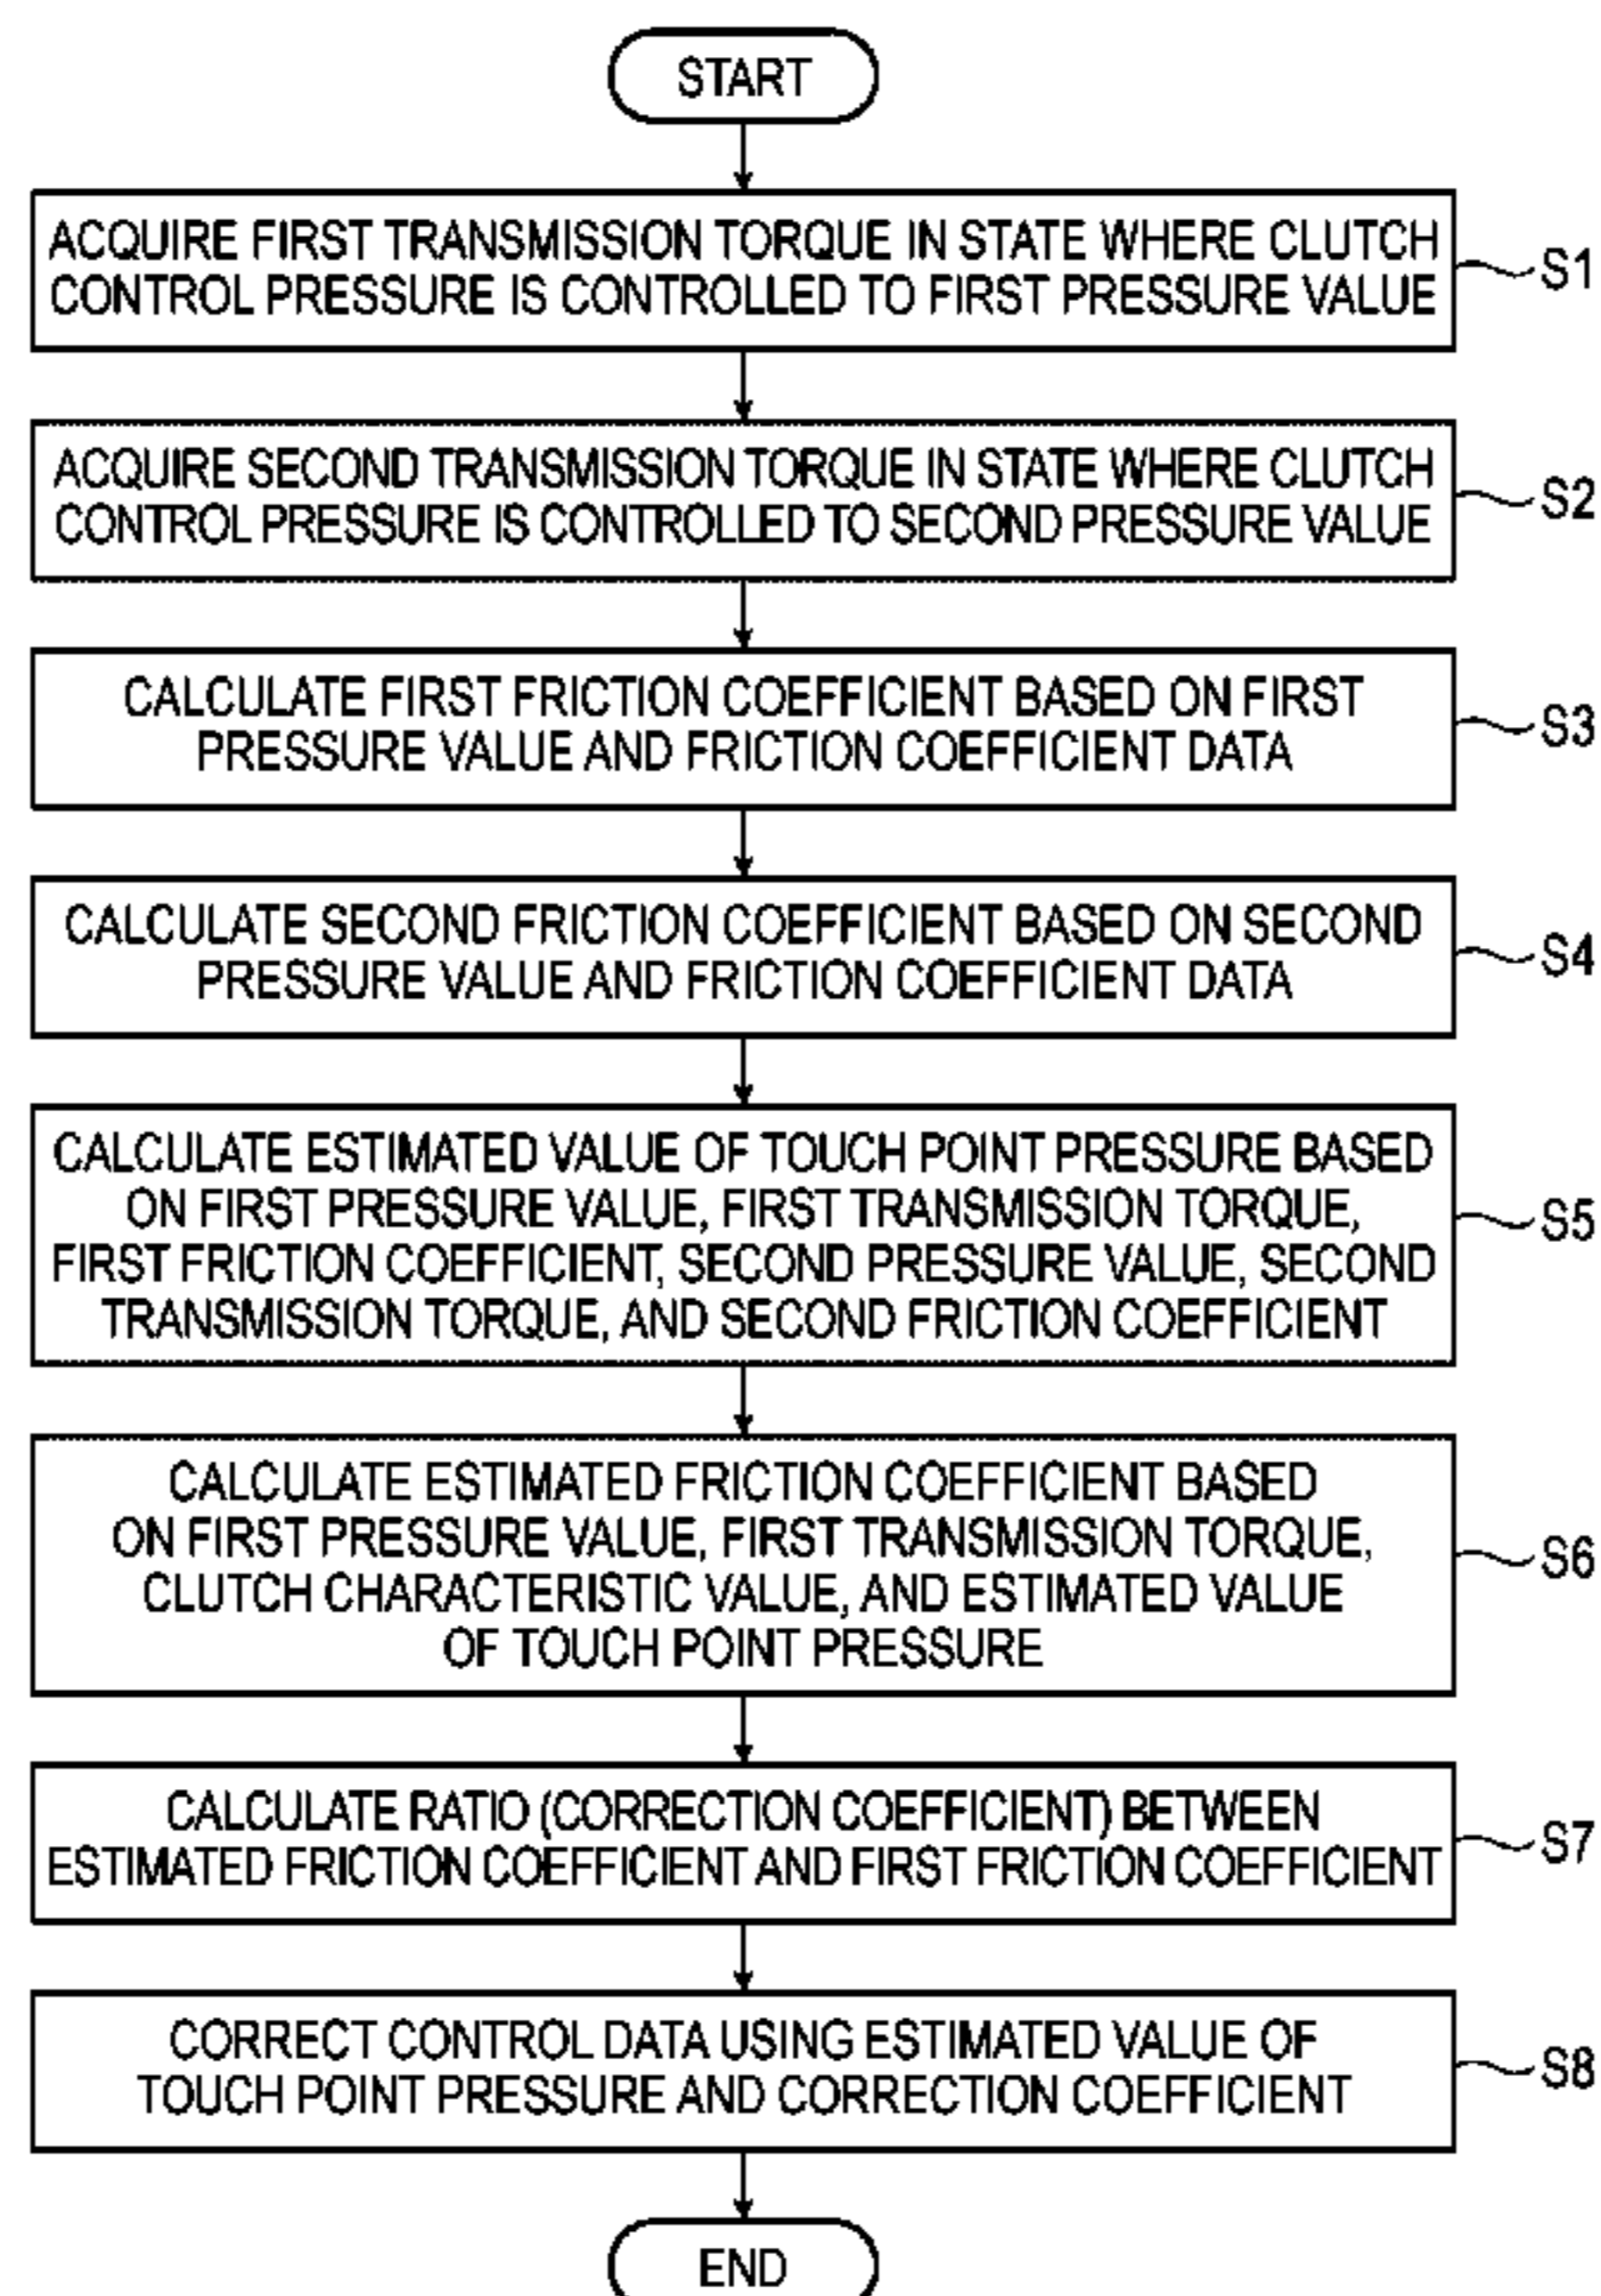 START
ACQUIRE FIRST TRANSMISSION TORQUE IN STATE WHERE CLUTCH
CONTROL PRESSURE IS CONTROLLED TO FIRST PRESSURE VALUE
S1
ACQUIRE SECOND TRANSMISSION TORQUE IN STATE WHERE CLUTCH
CONTROL PRESSURE IS CONTROLLED TO SECOND PRESSURE VALUE
S2
CALCULATE FIRST FRICTION COEFFICIENT BASED ON FIRST
PRESSURE VALUE AND FRICTION COEFFICIENT DATA
S3
CALCULATE SECOND FRICTION COEFFICIENT BASED ON SECOND
PRESSURE VALUE AND FRICTION COEFFICIENT DATA
S4
CALCULATE ESTIMATED VALUE OF TOUCH POINT PRESSURE BASED
ON FIRST PRESSURE VALUE, FIRST TRANSMISSION TORQUE,
FIRST FRICTION COEFFICIENT, SECOND PRESSURE VALUE, SECOND
TRANSMISSION TORQUE, AND SECOND FRICTION COEFFICIENT
S5
CALCULATE ESTIMATED FRICTION COEFFICIENT BASED
ON FIRST PRESSURE VALUE, FIRST TRANSMISSION TORQUE,
CLUTCH CHARACTERISTIC VALUE, AND ESTIMATED VALUE
OF TOUCH POINT PRESSURE
S6
CALCULATE RATIO (CORRECTION COEFFICIENT) BETWEEN
ESTIMATED FRICTION COEFFICIENT AND FIRST FRICTION COEFFICIENT
S7
CORRECT CONTROL DATA USING ESTIMATED VALUE OF
TOUCH POINT PRESSURE AND CORRECTION COEFFICIENT
S8
END